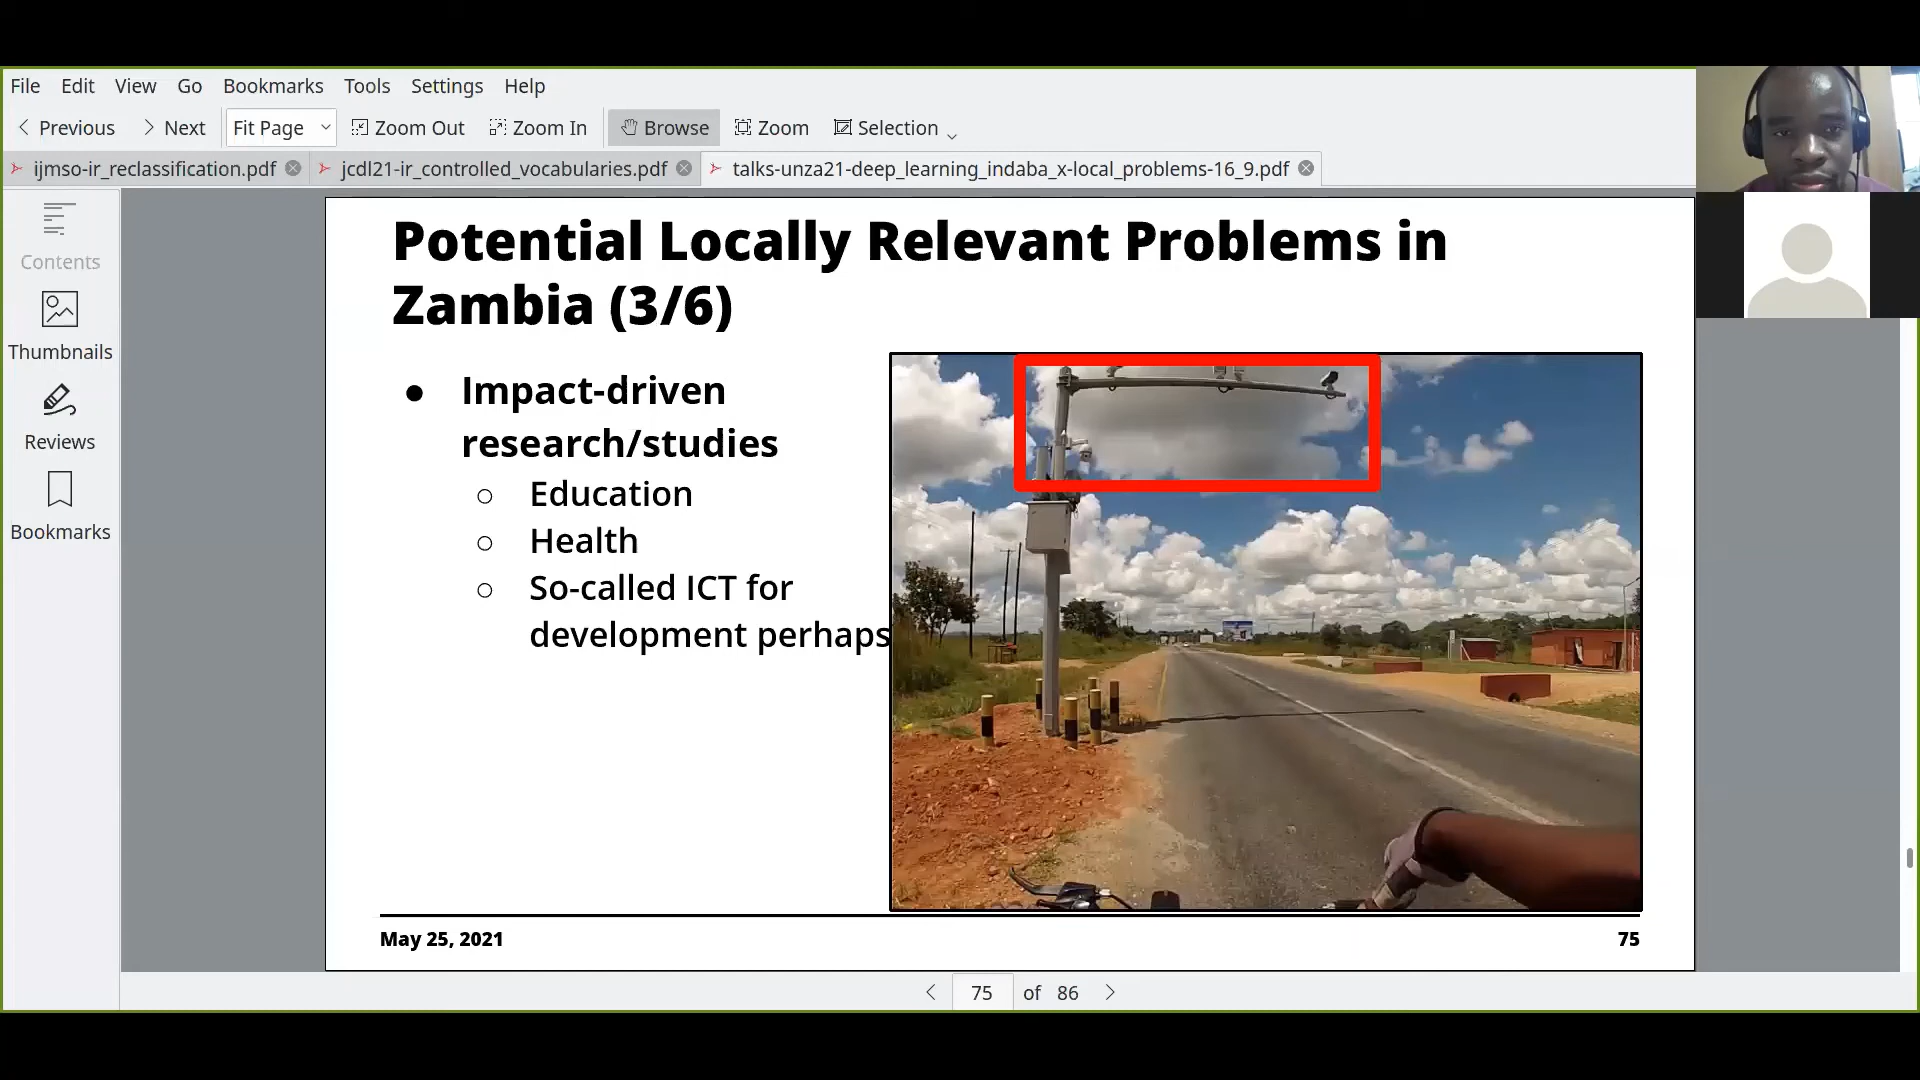 File Edit View Go Bookmarks Tools Settings Help
Previous Next Fit Page Zoom Out Zoom In Browse Zoom Selection
ijmso-ir_reclassification.pdf jcdl21-ir_controlled_vocabularies.pdf talks-unza21-deep_learning_indaba_x-local_problems-16_9.pdf
Contents
Thumbnails
Reviews
Bookmarks
Potential Locally Relevant Problems in
Zambia (3/6)
● Impact-driven
research/studies
○ Education
○ Health
○ So-called ICT for
development perhaps
May 25, 2021 75
75 of 86